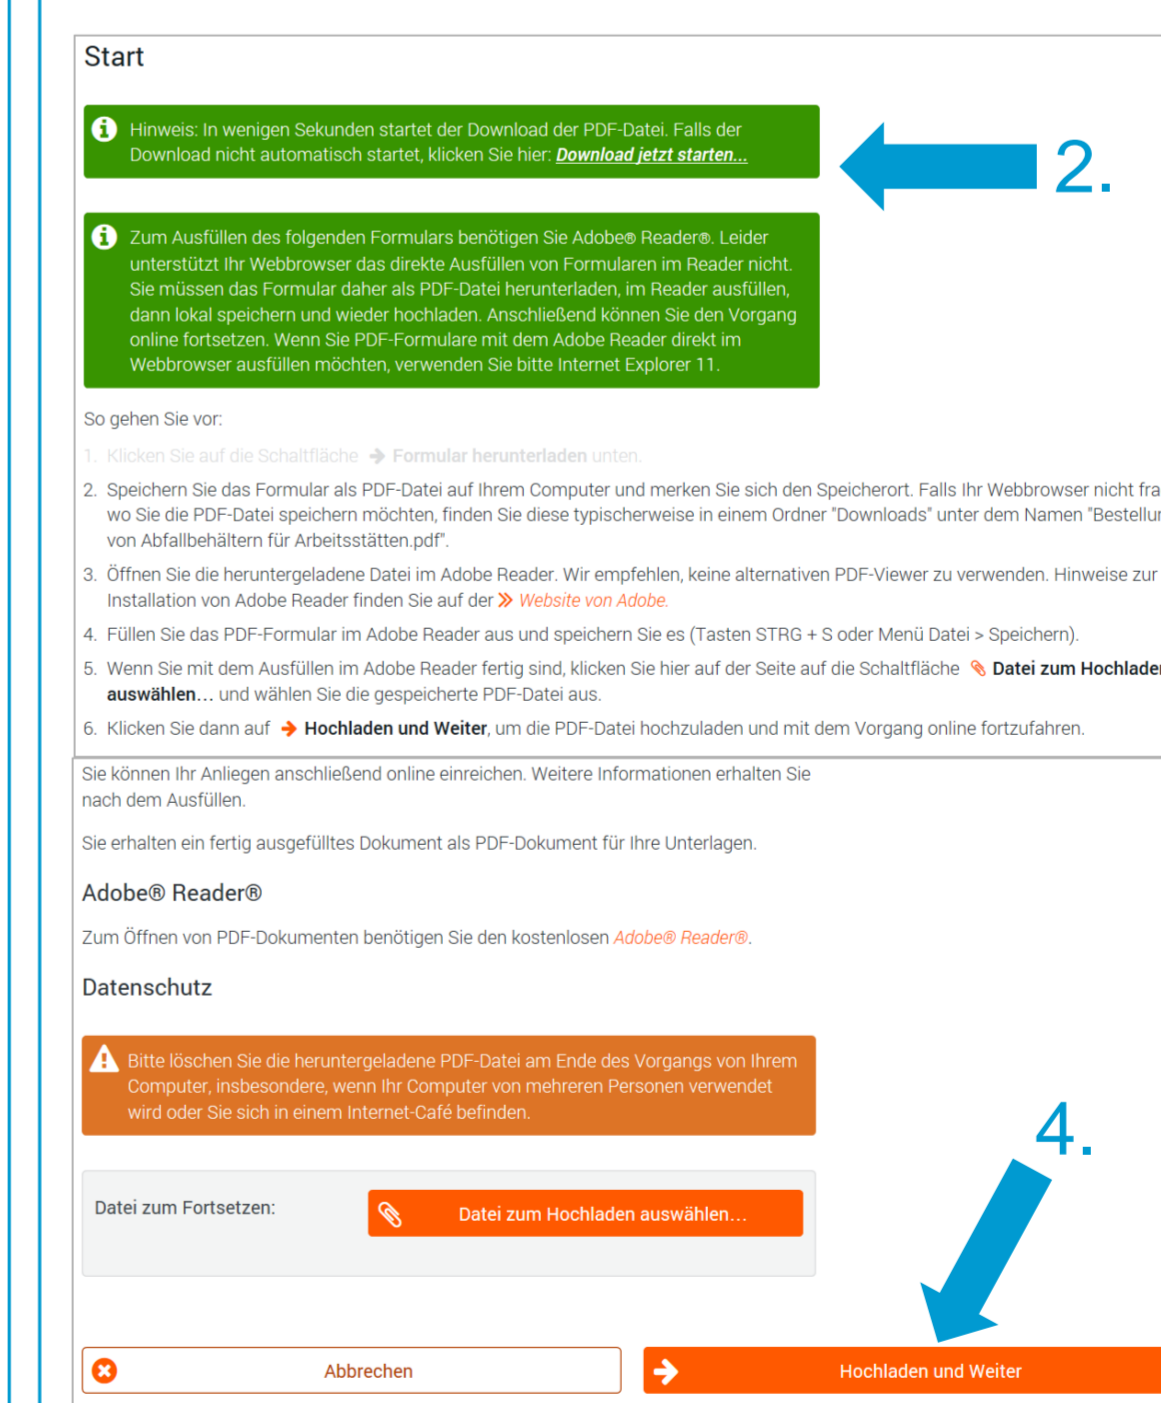 Start
Hinweis: In wenigen Sekunden startet der Download der PDF-Datei. Falls der
Download nicht automatisch startet, klicken Sie hier: Download jetzt starten...
2.
Zum Ausfüllen des folgenden Formulars benötigen Sie Adobe® Reader®. Leider
unterstützt Ihr Webbrowser das direkte Ausfüllen von Formularen im Reader nicht.
Sie müssen das Formular daher als PDF-Datei herunterladen, im Reader ausfüllen,
dann lokal speichern und wieder hochladen. Anschließend können Sie den Vorgang
online fortsetzen. Wenn Sie PDF-Formulare mit dem Adobe Reader direkt im
Webbrowser ausfüllen möchten, verwenden Sie bitte Internet Explorer 11.
So gehen Sie vor:
1. Klicken Sie auf die Schaltfläche Formular herunterladen unten.
2. Speichern Sie das Formular als PDF-Datei auf Ihrem Computer und merken Sie sich den Speicherort. Falls Ihr Webbrowser nicht fra
wo Sie die PDF-Datei speichern möchten, finden Sie diese typischerweise in einem Ordner "Downloads" unter dem Namen "Bestellu
von Abfallbehältern für Arbeitsstätten.pdf".
3. Öffnen Sie die heruntergeladene Datei im Adobe Reader. Wir empfehlen, keine alternativen PDF-Viewer zu verwenden. Hinweise zur
Installation von Adobe Reader finden Sie auf der Website von Adobe.
4. Füllen Sie das PDF-Formular im Adobe Reader aus und speichern Sie es (Tasten STRG + S oder Menü Datei > Speichern).
5. Wenn Sie mit dem Ausfüllen im Adobe Reader fertig sind, klicken Sie hier auf der Seite auf die Schaltfläche Datei zum Hochladen
auswählen... und wählen Sie die gespeicherte PDF-Datei aus.
6. Klicken Sie dann auf Hochladen und Weiter, um die PDF-Datei hochzuladen und mit dem Vorgang online fortzufahren.
Sie können Ihr Anliegen anschließend online einreichen. Weitere Informationen erhalten Sie
nach dem Ausfüllen.
Sie erhalten ein fertig ausgefülltes Dokument als PDF-Dokument für Ihre Unterlagen.
Adobe® Reader®
Zum Öffnen von PDF-Dokumenten benötigen Sie den kostenlosen Adobe® Reader®.
Datenschutz
Bitte löschen Sie die heruntergeladene PDF-Datei am Ende des Vorgangs von Ihrem
Computer, insbesondere, wenn Ihr Computer von mehreren Personen verwendet
wird oder Sie sich in einem Internet-Café befinden.
4.
Datei zum Fortsetzen:
Datei zum Hochladen auswählen...
Abbrechen
Hochladen und Weiter